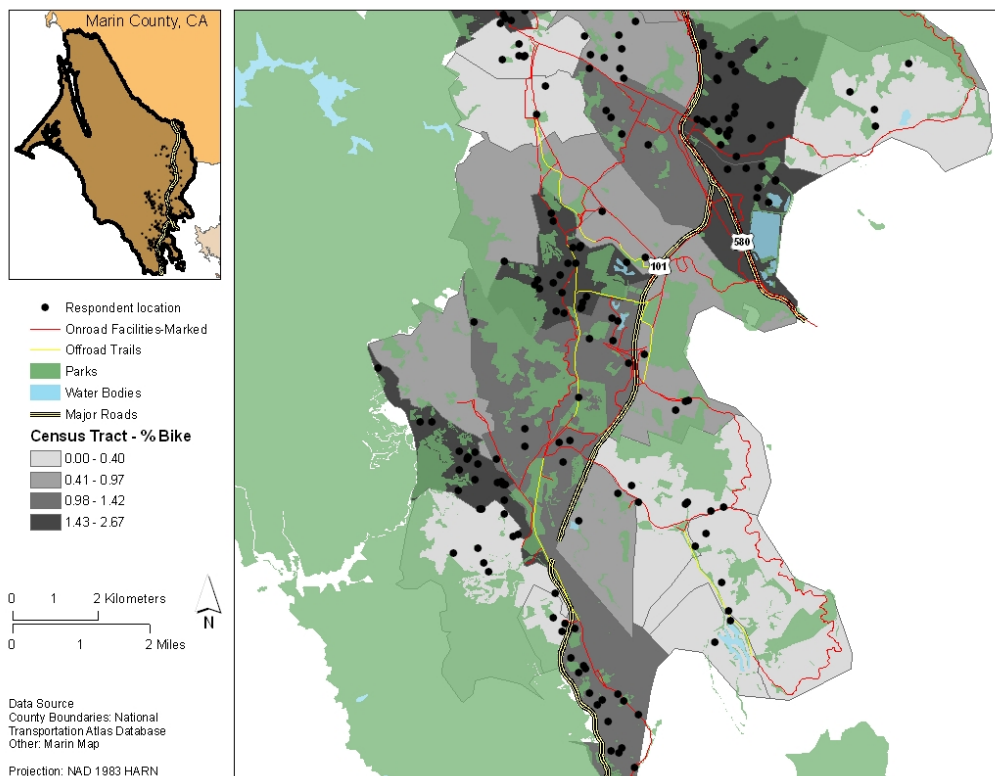 Marin County, CA
Respondent location
Onroad Facilities-Marked
Offroad Trails
Parks
Water Bodies
Major Roads
Census Tract - % Bike
0.00 - 0.40
0.41 - 0.97
0.98 - 1.42
1.43 - 2.67
0 1 2 Kilometers
0 1 2 Miles
N
Data Source
County Boundaries: National
Transportation Atlas Database
Other: Marin Map
Projection: NAD 1983 HARN
580
101